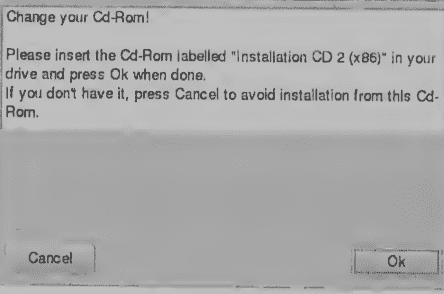 Change your Cd-Rom!
Please insert the Cd-Rom labelled "Installation CD 2 (x86)" in your
drive and press Ok when done.
If you don't have it, press Cancel to avoid installation from this Cd-
Rom.
Cancel
Ok